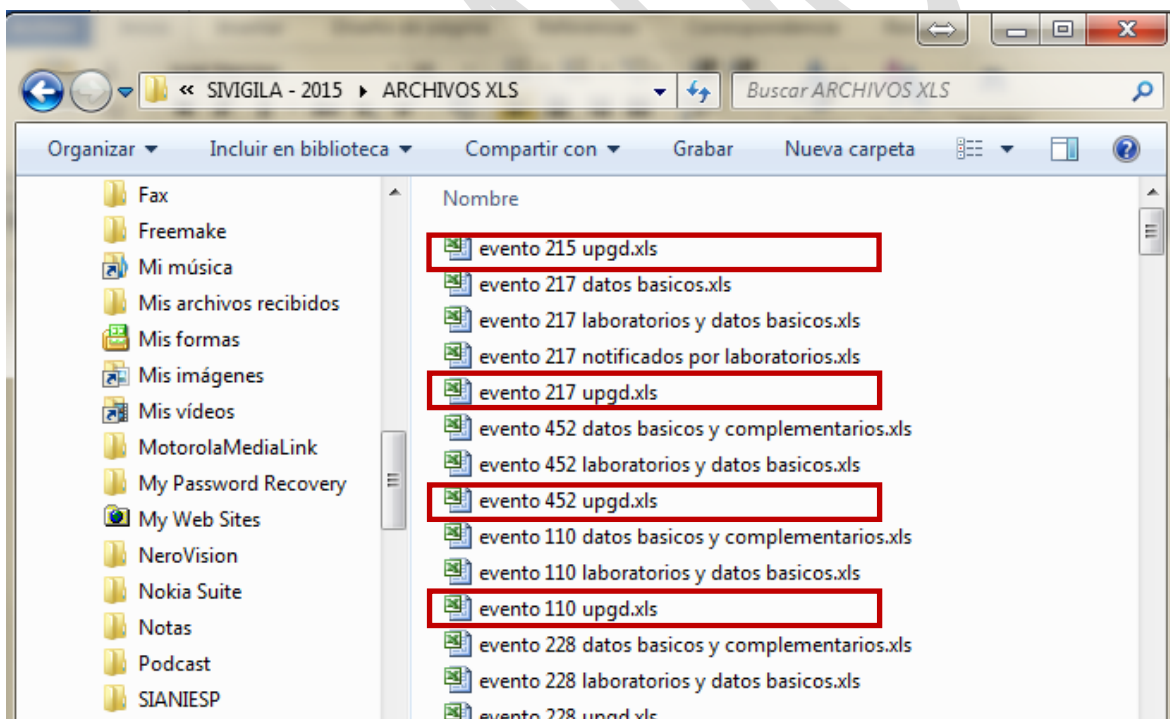 « SIVIGILA - 2015 ▸ ARCHIVOS XLS
Buscar ARCHIVOS XLS
Organizar Incluir en biblioteca Compartir con Grabar Nueva carpeta
Fax
Freemake
Mi música
Mis archivos recibidos
Mis formas
Mis imágenes
Mis vídeos
MotorolaMediaLink
My Password Recovery
My Web Sites
NeroVision
Nokia Suite
Notas
Podcast
SIANIESP
Nombre
evento 215 upgd.xls
evento 217 datos basicos.xls
evento 217 laboratorios y datos basicos.xls
evento 217 notificados por laboratorios.xls
evento 217 upgd.xls
evento 452 datos basicos y complementarios.xls
evento 452 laboratorios y datos basicos.xls
evento 452 upgd.xls
evento 110 datos basicos y complementarios.xls
evento 110 laboratorios y datos basicos.xls
evento 110 upgd.xls
evento 228 datos basicos y complementarios.xls
evento 228 laboratorios y datos basicos.xls
evento 228 upgd.xls